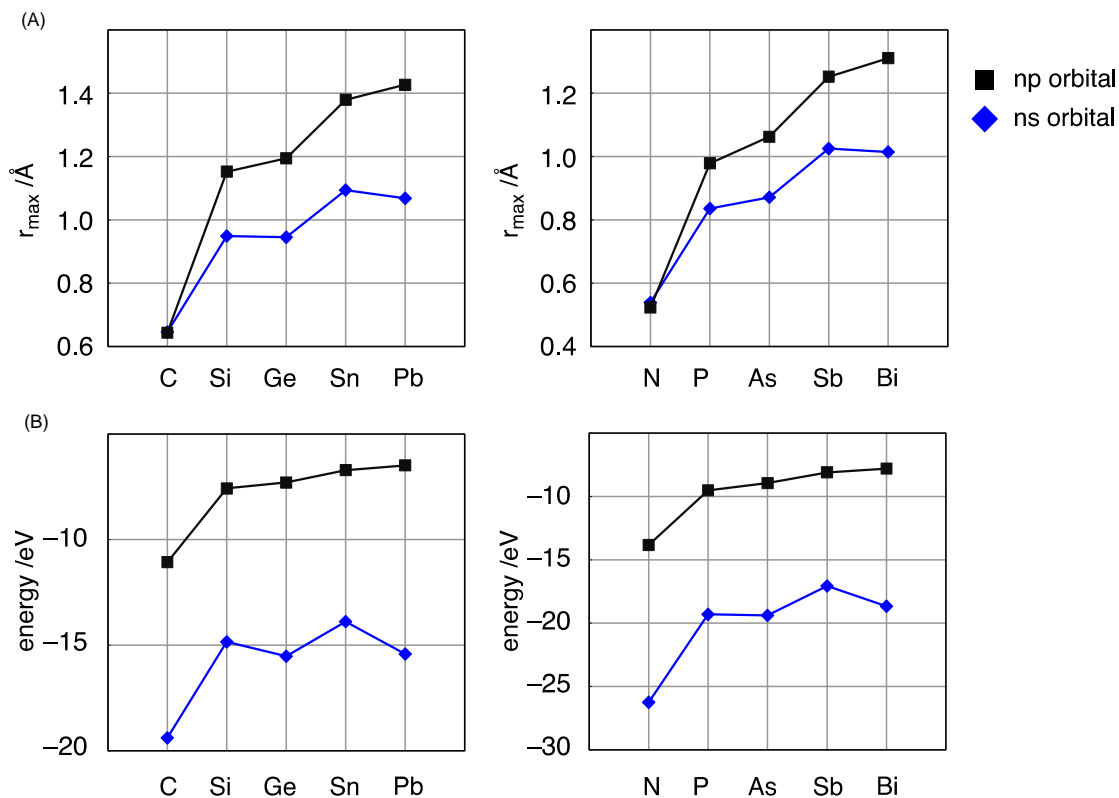 (A)
r_max /Å
1.4
1.2
1.0
0.8
0.6
C Si Ge Sn Pb
r_max /Å
1.2
1.0
0.8
0.6
0.4
N P As Sb Bi
np orbital
ns orbital
(B)
energy /eV
−10
−15
−20
C Si Ge Sn Pb
energy /eV
−10
−15
−20
−25
−30
N P As Sb Bi